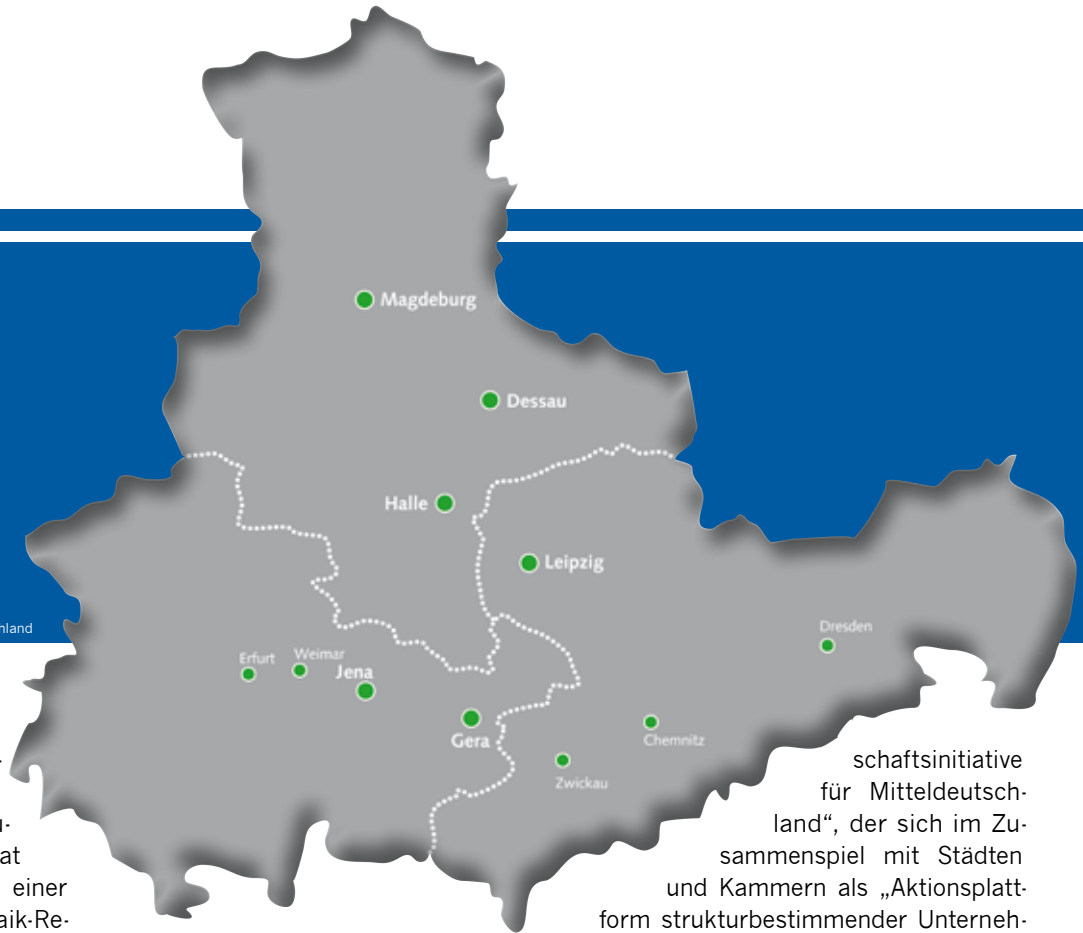 Magdeburg
Dessau
Halle
Leipzig
Dresden
Erfurt
Weimar
Jena
Gera
Chemnitz
Zwickau
hland
u-
at
einer
aik-Re-
schaftsinitiative
für Mitteldeutsch-
land“, der sich im Zu-
sammenspiel mit Städten
und Kammern als „Aktionsplatt-
form strukturbestimmender Unterneh-